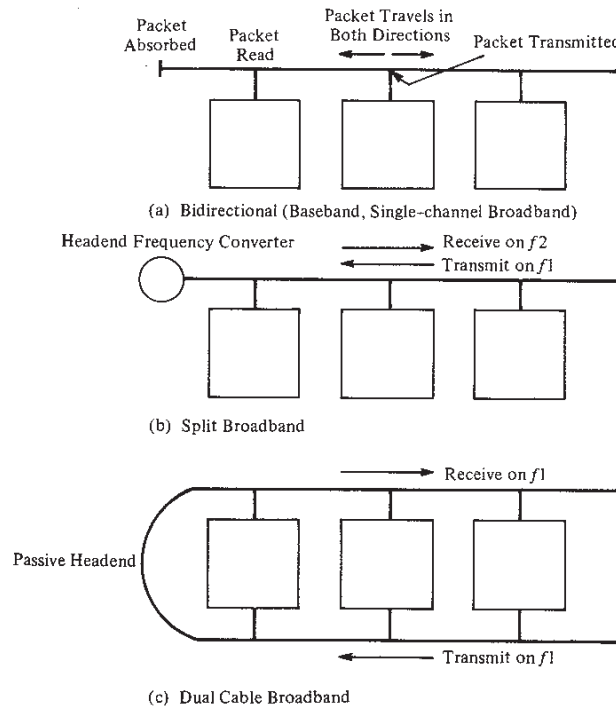 Packet Travels in
Both Directions
Packet
Absorbed
Packet
Read
Packet Transmitted
(a) Bidirectional (Baseband, Single-channel Broadband)
Headend Frequency Converter
Receive on f2
Transmit on f1
(b) Split Broadband
Receive on f1
Passive Headend
Transmit on f1
(c) Dual Cable Broadband